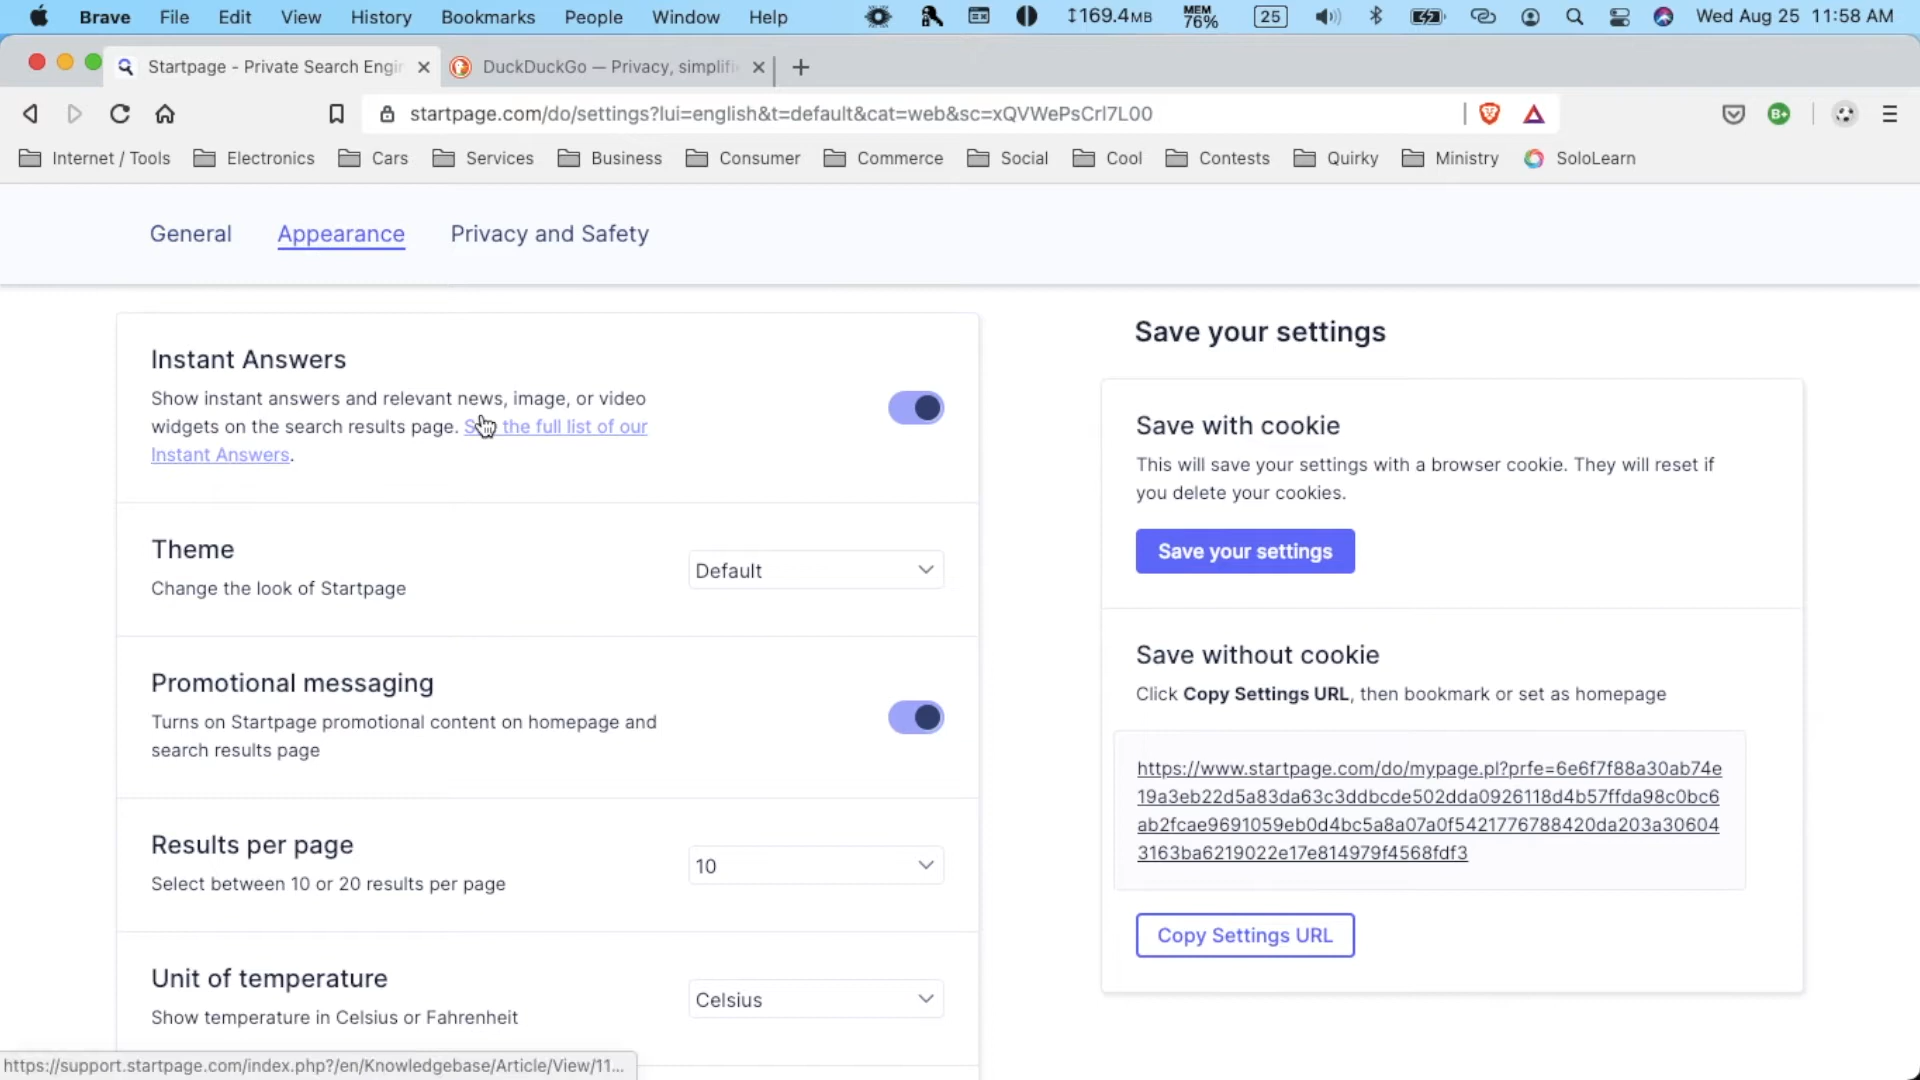 Brave File Edit View History Bookmarks People Window Help 169.4MB MEM 76% 25 Wed Aug 25 11:58 AM
Startpage - Private Search Engi DuckDuckGo — Privacy, simplifi
startpage.com/do/settings?lui=english&t=default&cat=web&sc=xQVWePsCrl7L00 B+
Internet / Tools Electronics Cars Services Business Consumer Commerce Social Cool Contests Quirky Ministry SoloLearn
General Appearance Privacy and Safety
Instant Answers
Show instant answers and relevant news, image, or video
widgets on the search results page. the full list of our
Instant Answers.
Theme
Change the look of Startpage
Default
Promotional messaging
Turns on Startpage promotional content on homepage and
search results page
Results per page
Select between 10 or 20 results per page
10
Unit of temperature
Show temperature in Celsius or Fahrenheit
Celsius
Save your settings
Save with cookie
This will save your settings with a browser cookie. They will reset if
you delete your cookies.
Save your settings
Save without cookie
Click Copy Settings URL, then bookmark or set as homepage
https://www.startpage.com/do/mypage.pl?prfe=6e6f7f88a30ab74e
19a3eb22d5a83da63c3ddbcde502dda0926118d4b57ffda98c0bc6
ab2fcae9691059eb0d4bc5a8a07a0f5421776788420da203a30604
3163ba6219022e17e814979f4568fdf3
Copy Settings URL
https://support.startpage.com/index.php?/en/Knowledgebase/Article/View/11...